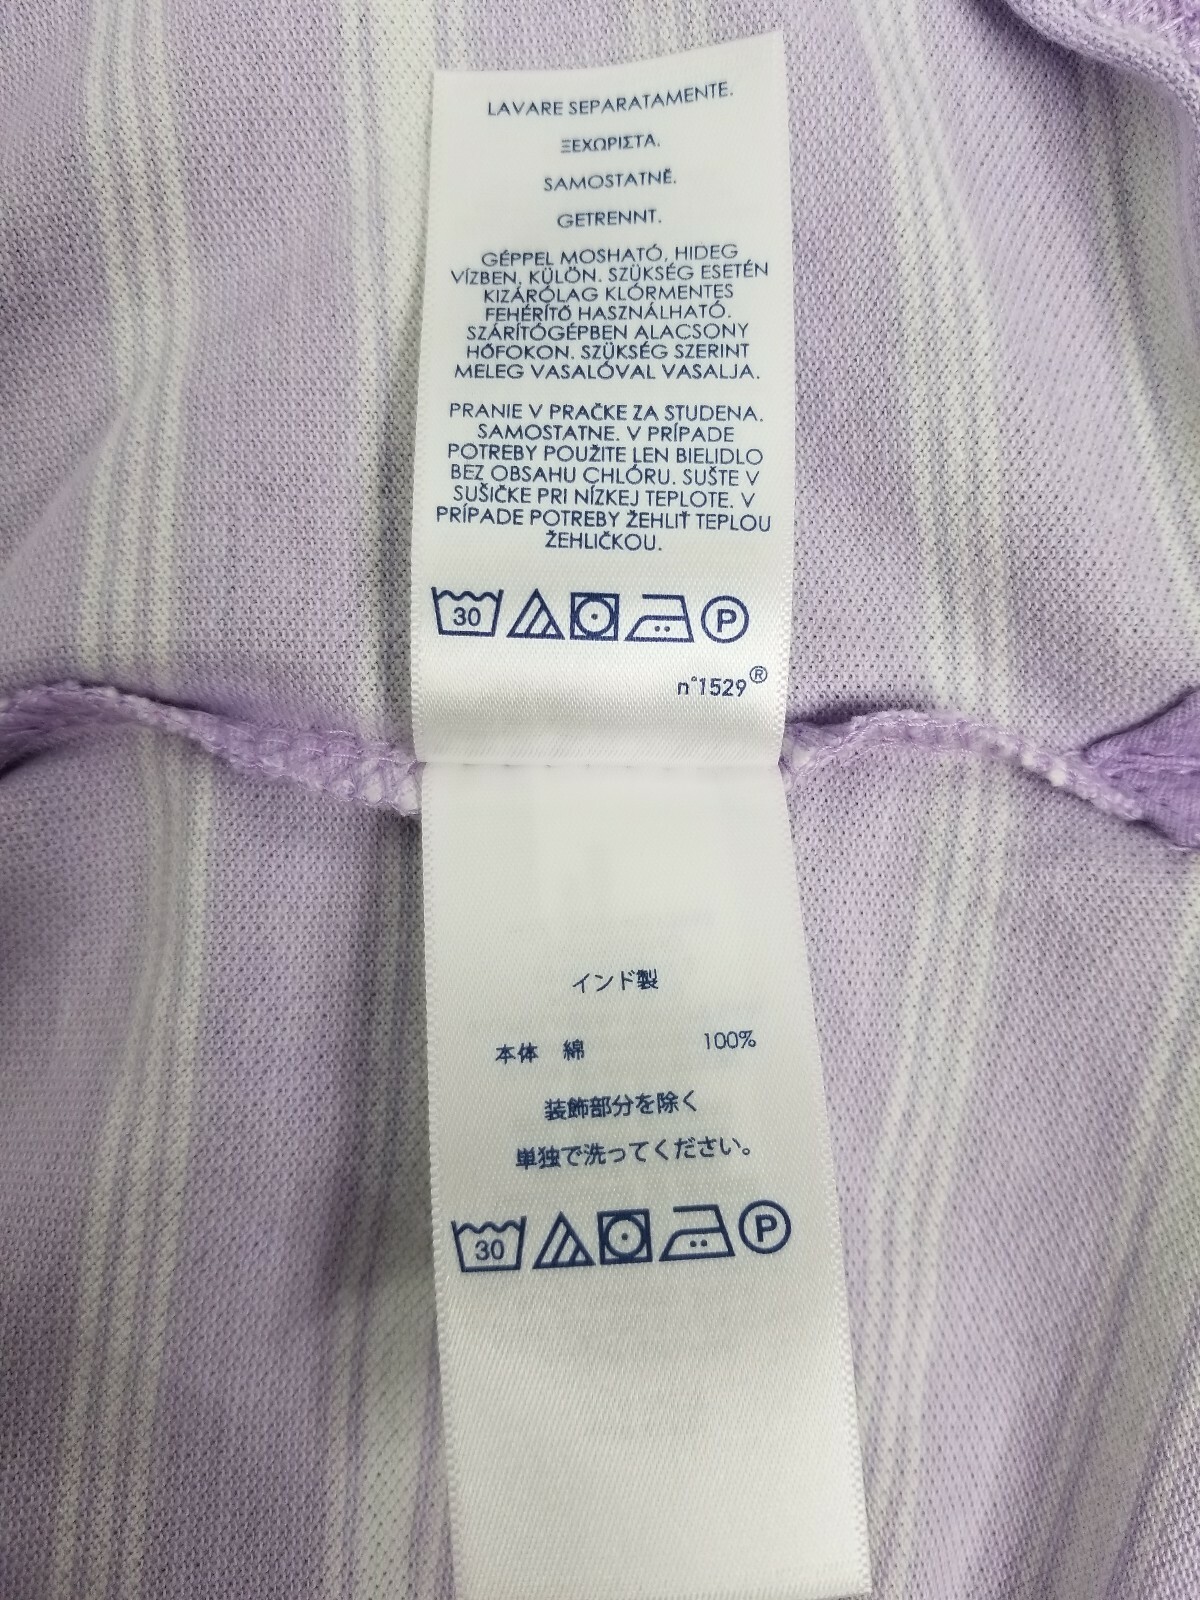 LAVARE SEPARATAMENTE.
ΞΕΧΩΡΙΣΤΑ.
SAMOSTATNĚ.
GETRENNT.
GÉPPEL MOSHATÓ, HIDEG
VÍZBEN, KÜLÖN. SZÜKSÉG ESETÉN
KIZÁRÓLAG KLÓRMENTES
FEHÉRÍTŐ HASZNÁLHATÓ.
SZÁRÍTÓGÉPBEN ALACSONY
HŐFOKON. SZÜKSÉG SZERINT
MELEG VASALÓVAL VASALJA.
PRANIE V PRAČKE ZA STUDENA.
SAMOSTATNE. V PRÍPADE
POTREBY POUŽITE LEN BIELIDLO
BEZ OBSAHU CHLÓRU. SUŠTE V
SUŠIČKE PRI NÍZKEJ TEPLOTE. V
PRÍPADE POTREBY ŽEHLIŤ TEPLOU
ŽEHLIČKOU.
30 P
n°1529®
インド製
本体 綿 100%
装飾部分を除く
単独で洗ってください。
30 P